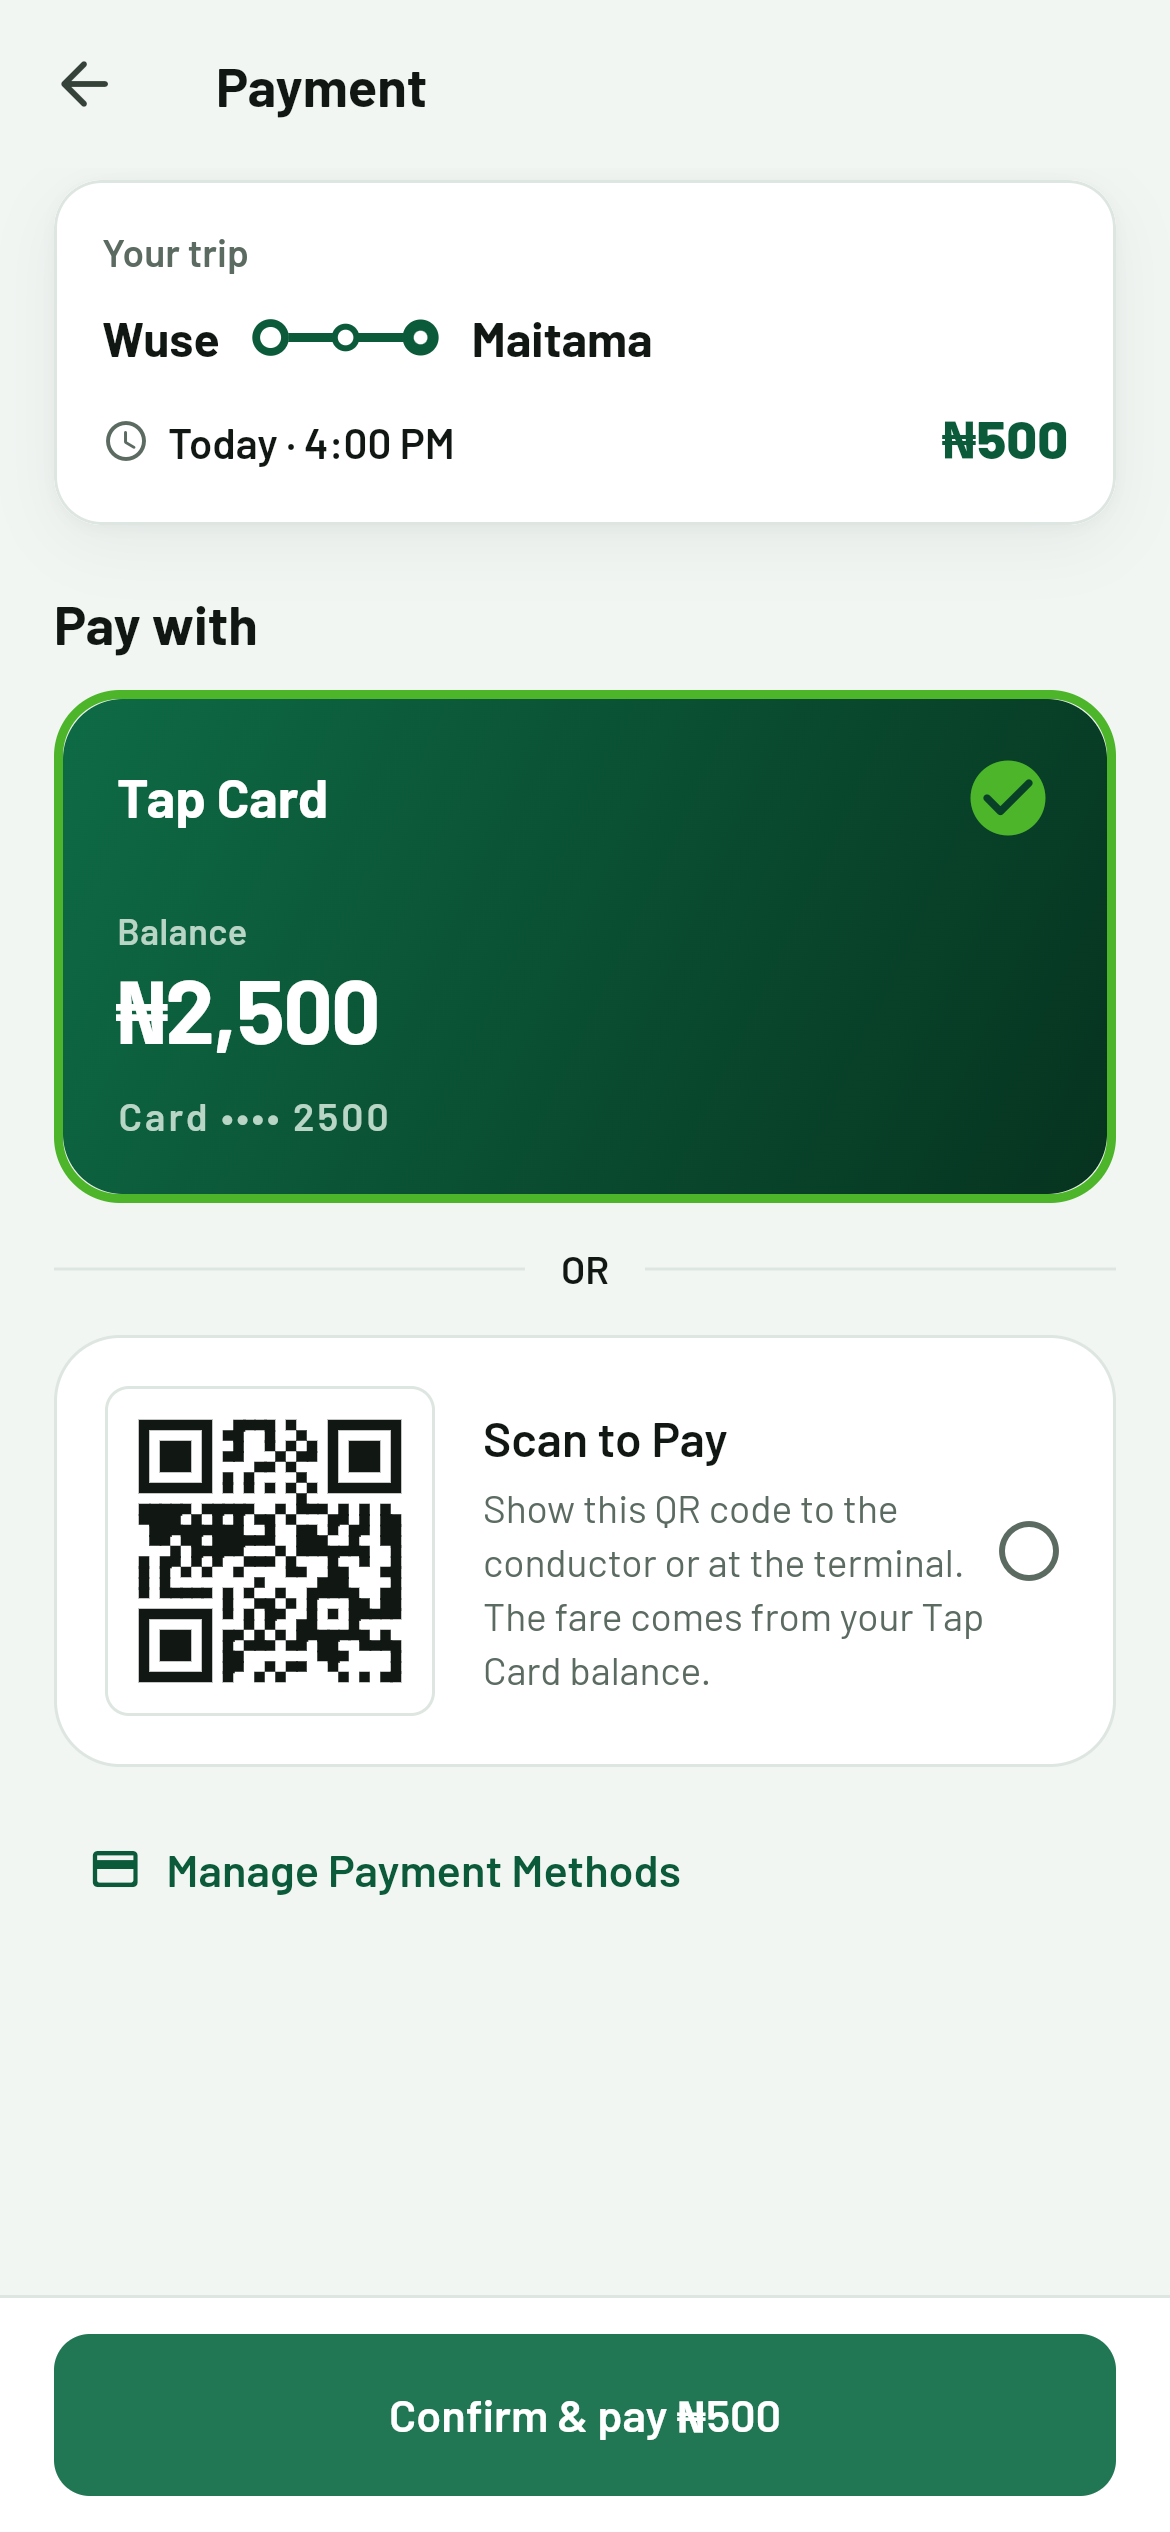 Payment
Your trip
Wuse
Maitama
Today · 4:00 PM
₦500
Pay with
Tap Card
Balance
₦2,500
Card •••• 2500
OR
Scan to Pay
Show this QR code to the
conductor or at the terminal.
The fare comes from your Tap
Card balance.
Manage Payment Methods
Confirm & pay ₦500